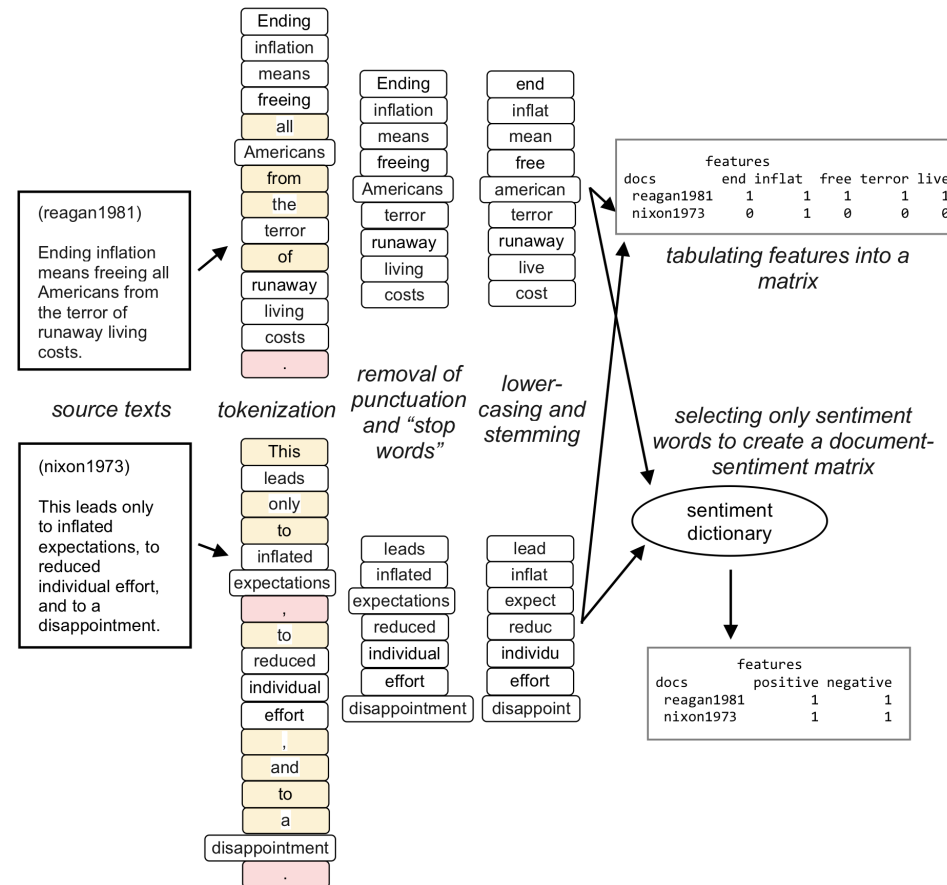 (reagan1981)
Ending inflation
means freeing all
Americans from
the terror of
runaway living
costs.
source texts
(nixon1973)
This leads only
to inflated
expectations, to
reduced
individual effort,
and to a
disappointment.
Ending
inflation
means
freeing
all
Americans
from
the
terror
of
runaway
living
costs
.
tokenization
This
leads
only
to
inflated
expectations
,
to
reduced
individual
effort
,
and
to
a
disappointment
.
Ending
inflation
means
freeing
Americans
terror
runaway
living
costs
removal of
punctuation
and “stop
words”
leads
inflated
expectations
reduced
individual
effort
disappointment
end
inflat
mean
free
american
terror
runaway
live
cost
lower-
casing and
stemming
lead
inflat
expect
reduc
individu
effort
disappoint
features
docs end inflat free terror live
reagan1981 1 1 1 1 1
nixon1973 0 1 0 0 0
tabulating features into a
matrix
selecting only sentiment
words to create a document-
sentiment matrix
sentiment
dictionary
features
docs positive negative
reagan1981 1 1
nixon1973 1 1